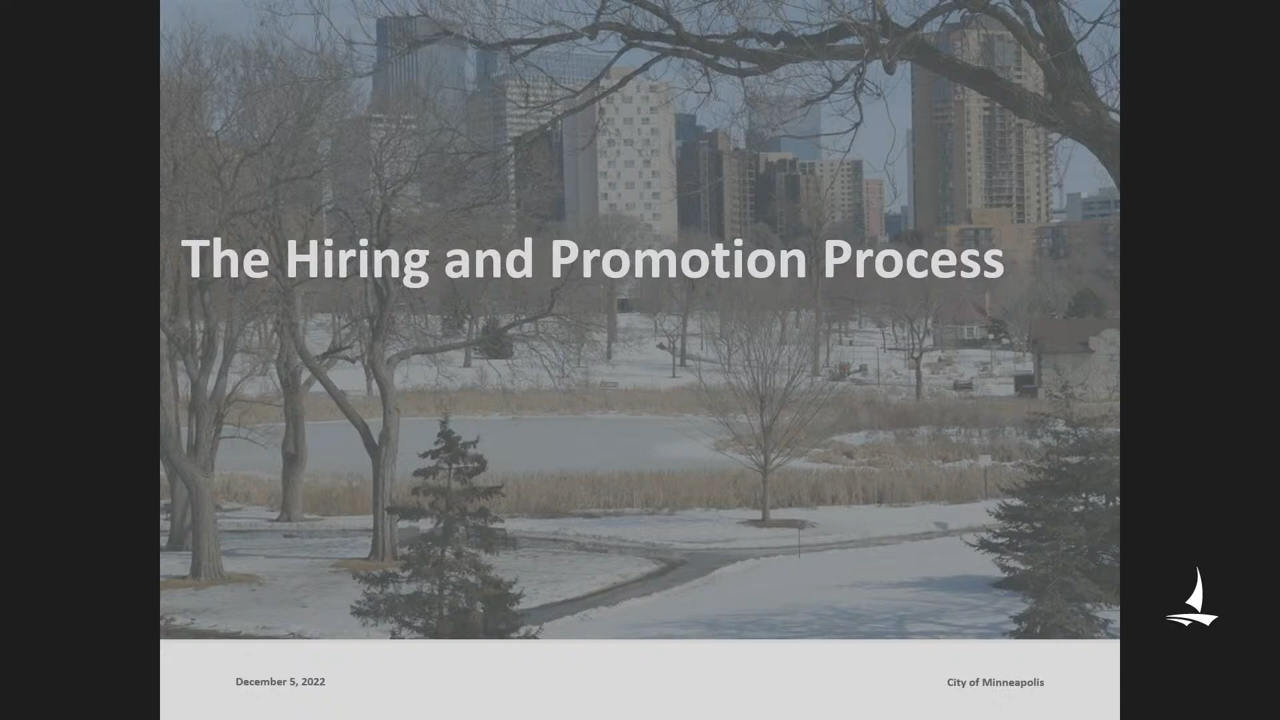 The Hiring and Promotion Process
December 5, 2022
City of Minneapolis